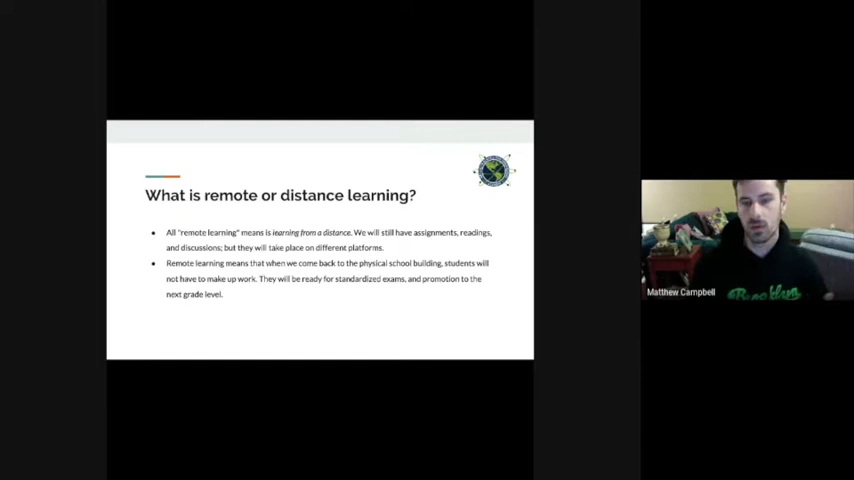 What is remote or distance learning?
● All "remote learning" means is learning from a distance. We will still have assignments, readings,
and discussions; but they will take place on different platforms.
● Remote learning means that when we come back to the physical school building, students will
not have to make up work. They will be ready for standardized exams, and promotion to the
next grade level.
Matthew Campbell
Brooklyn